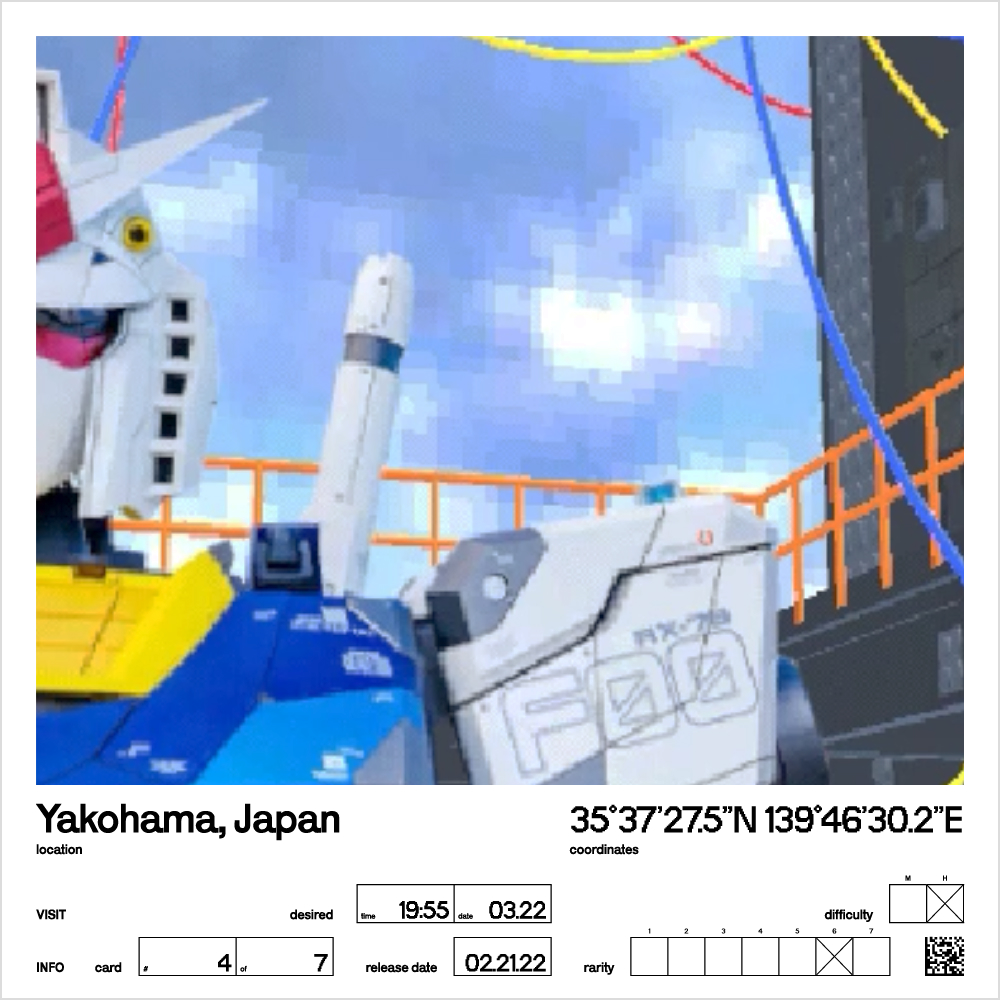 RX-78
F00
Yakohama, Japan
35°37’27.5”N 139°46’30.2”E
location
coordinates
M H
VISIT desired time 19:55 date 03.22 difficulty
1 2 3 4 5 6 7
INFO card # 4 of 7 release date 02.21.22 rarity